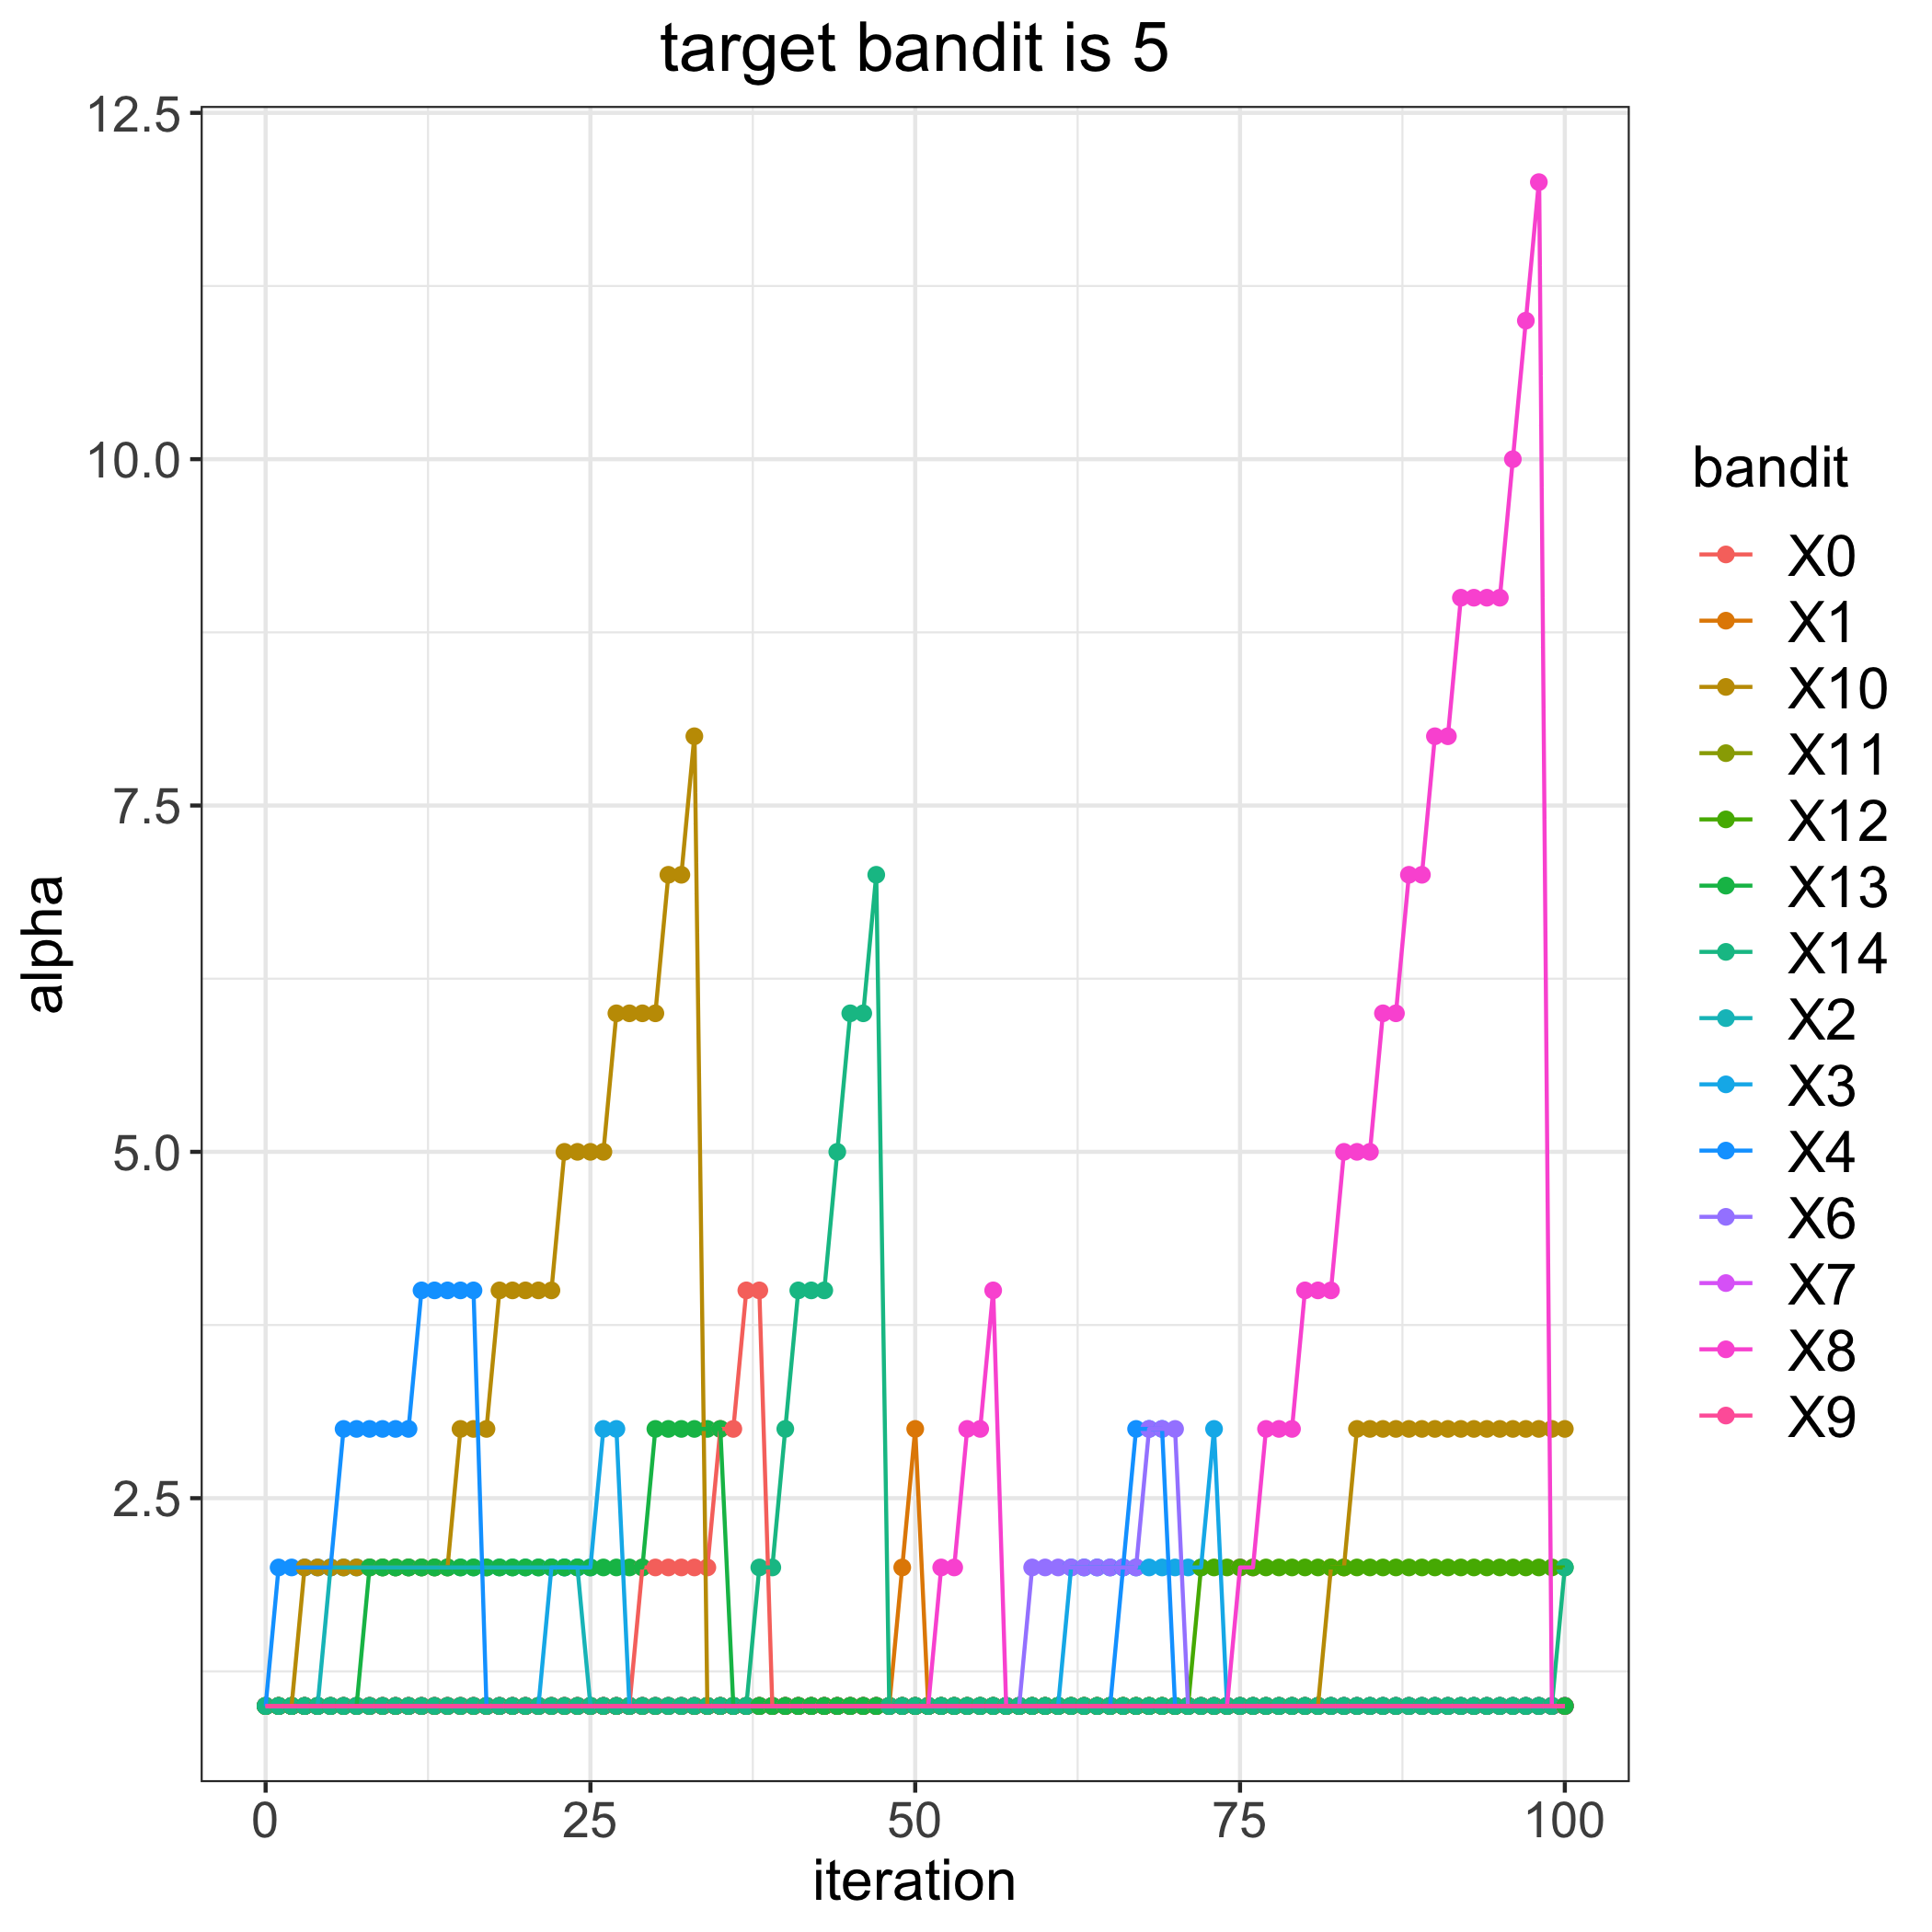 target bandit is 5
12.5
10.0
7.5
5.0
2.5
alpha
0 25 50 75 100
iteration
bandit
X0
X1
X10
X11
X12
X13
X14
X2
X3
X4
X6
X7
X8
X9